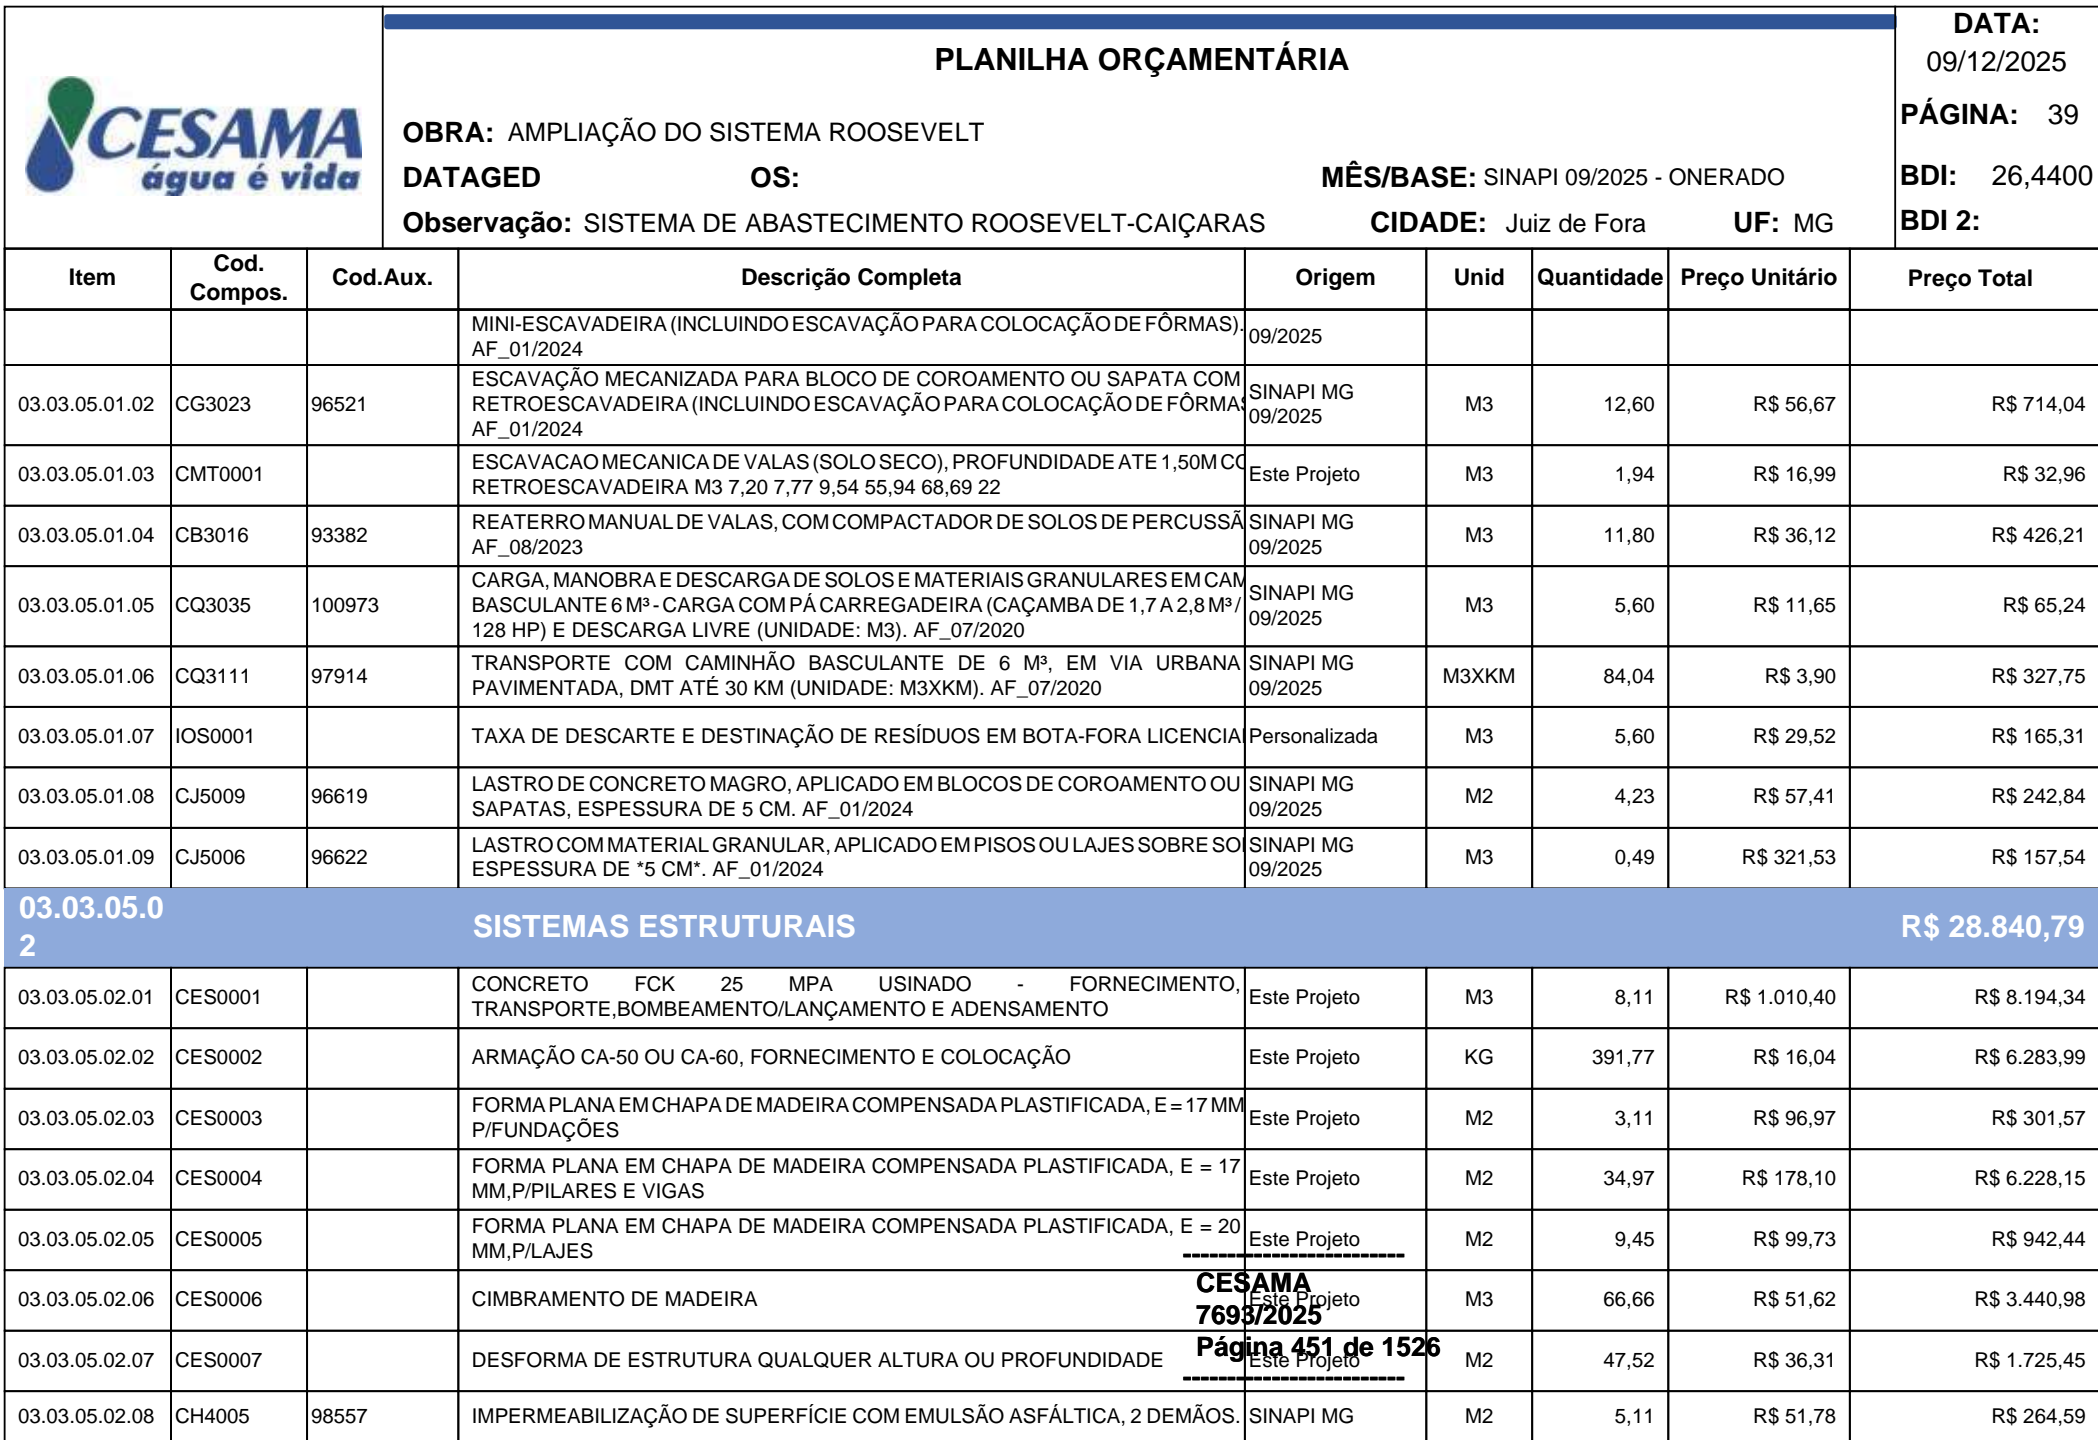 CESAMA
água é vida
PLANILHA ORÇAMENTÁRIA
OBRA: AMPLIAÇÃO DO SISTEMA ROOSEVELT
DATAGED OS: MÊS/BASE: SINAPI 09/2025 - ONERADO
Observação: SISTEMA DE ABASTECIMENTO ROOSEVELT-CAIÇARAS CIDADE: Juiz de Fora UF: MG
DATA:
09/12/2025
PÁGINA: 39
BDI: 26,4400
BDI 2:
Item Cod. Compos. Cod.Aux. Descrição Completa Origem Unid Quantidade Preço Unitário Preço Total
MINI-ESCAVADEIRA (INCLUINDO ESCAVAÇÃO PARA COLOCAÇÃO DE FÔRMAS).
AF_01/2024
09/2025
03.03.05.01.02 CG3023 96521
ESCAVAÇÃO MECANIZADA PARA BLOCO DE COROAMENTO OU SAPATA COM
RETROESCAVADEIRA (INCLUINDO ESCAVAÇÃO PARA COLOCAÇÃO DE FÔRMAS
AF_01/2024
SINAPI MG
09/2025
M3 12,60 R$ 56,67 R$ 714,04
03.03.05.01.03 CMT0001
ESCAVACAO MECANICA DE VALAS (SOLO SECO), PROFUNDIDADE ATE 1,50M CO
RETROESCAVADEIRA M3 7,20 7,77 9,54 55,94 68,69 22
Este Projeto M3 1,94 R$ 16,99 R$ 32,96
03.03.05.01.04 CB3016 93382
REATERRO MANUAL DE VALAS, COM COMPACTADOR DE SOLOS DE PERCUSSÃ
AF_08/2023
SINAPI MG
09/2025
M3 11,80 R$ 36,12 R$ 426,21
03.03.05.01.05 CQ3035 100973
CARGA, MANOBRA E DESCARGA DE SOLOS E MATERIAIS GRANULARES EM CAM
BASCULANTE 6 M³ - CARGA COM PÁ CARREGADEIRA (CAÇAMBA DE 1,7 A 2,8 M³ /
128 HP) E DESCARGA LIVRE (UNIDADE: M3). AF_07/2020
SINAPI MG
09/2025
M3 5,60 R$ 11,65 R$ 65,24
03.03.05.01.06 CQ3111 97914
TRANSPORTE COM CAMINHÃO BASCULANTE DE 6 M³, EM VIA URBANA
PAVIMENTADA, DMT ATÉ 30 KM (UNIDADE: M3XKM). AF_07/2020
SINAPI MG
09/2025
M3XKM 84,04 R$ 3,90 R$ 327,75
03.03.05.01.07 IOS0001
TAXA DE DESCARTE E DESTINAÇÃO DE RESÍDUOS EM BOTA-FORA LICENCIA
Personalizada M3 5,60 R$ 29,52 R$ 165,31
03.03.05.01.08 CJ5009 96619
LASTRO DE CONCRETO MAGRO, APLICADO EM BLOCOS DE COROAMENTO OU
SAPATAS, ESPESSURA DE 5 CM. AF_01/2024
SINAPI MG
09/2025
M2 4,23 R$ 57,41 R$ 242,84
03.03.05.01.09 CJ5006 96622
LASTRO COM MATERIAL GRANULAR, APLICADO EM PISOS OU LAJES SOBRE SO
ESPESSURA DE *5 CM*. AF_01/2024
SINAPI MG
09/2025
M3 0,49 R$ 321,53 R$ 157,54
03.03.05.0
2
SISTEMAS ESTRUTURAIS R$ 28.840,79
03.03.05.02.01 CES0001
CONCRETO FCK 25 MPA USINADO - FORNECIMENTO,
TRANSPORTE,BOMBEAMENTO/LANÇAMENTO E ADENSAMENTO
Este Projeto M3 8,11 R$ 1.010,40 R$ 8.194,34
03.03.05.02.02 CES0002 ARMAÇÃO CA-50 OU CA-60, FORNECIMENTO E COLOCAÇÃO Este Projeto KG 391,77 R$ 16,04 R$ 6.283,99
03.03.05.02.03 CES0003
FORMA PLANA EM CHAPA DE MADEIRA COMPENSADA PLASTIFICADA, E = 17 MM
P/FUNDAÇÕES
Este Projeto M2 3,11 R$ 96,97 R$ 301,57
03.03.05.02.04 CES0004
FORMA PLANA EM CHAPA DE MADEIRA COMPENSADA PLASTIFICADA, E = 17
MM,P/PILARES E VIGAS
Este Projeto M2 34,97 R$ 178,10 R$ 6.228,15
03.03.05.02.05 CES0005
FORMA PLANA EM CHAPA DE MADEIRA COMPENSADA PLASTIFICADA, E = 20
MM,P/LAJES
Este Projeto M2 9,45 R$ 99,73 R$ 942,44
03.03.05.02.06 CES0006 CIMBRAMENTO DE MADEIRA Este Projeto M3 66,66 R$ 51,62 R$ 3.440,98
03.03.05.02.07 CES0007 DESFORMA DE ESTRUTURA QUALQUER ALTURA OU PROFUNDIDADE Este Projeto M2 47,52 R$ 36,31 R$ 1.725,45
03.03.05.02.08 CH4005 98557 IMPERMEABILIZAÇÃO DE SUPERFÍCIE COM EMULSÃO ASFÁLTICA, 2 DEMÃOS. SINAPI MG M2 5,11 R$ 51,78 R$ 264,59
-------------------------
CESAMA
7693/2025
Página 451 de 1526
-------------------------